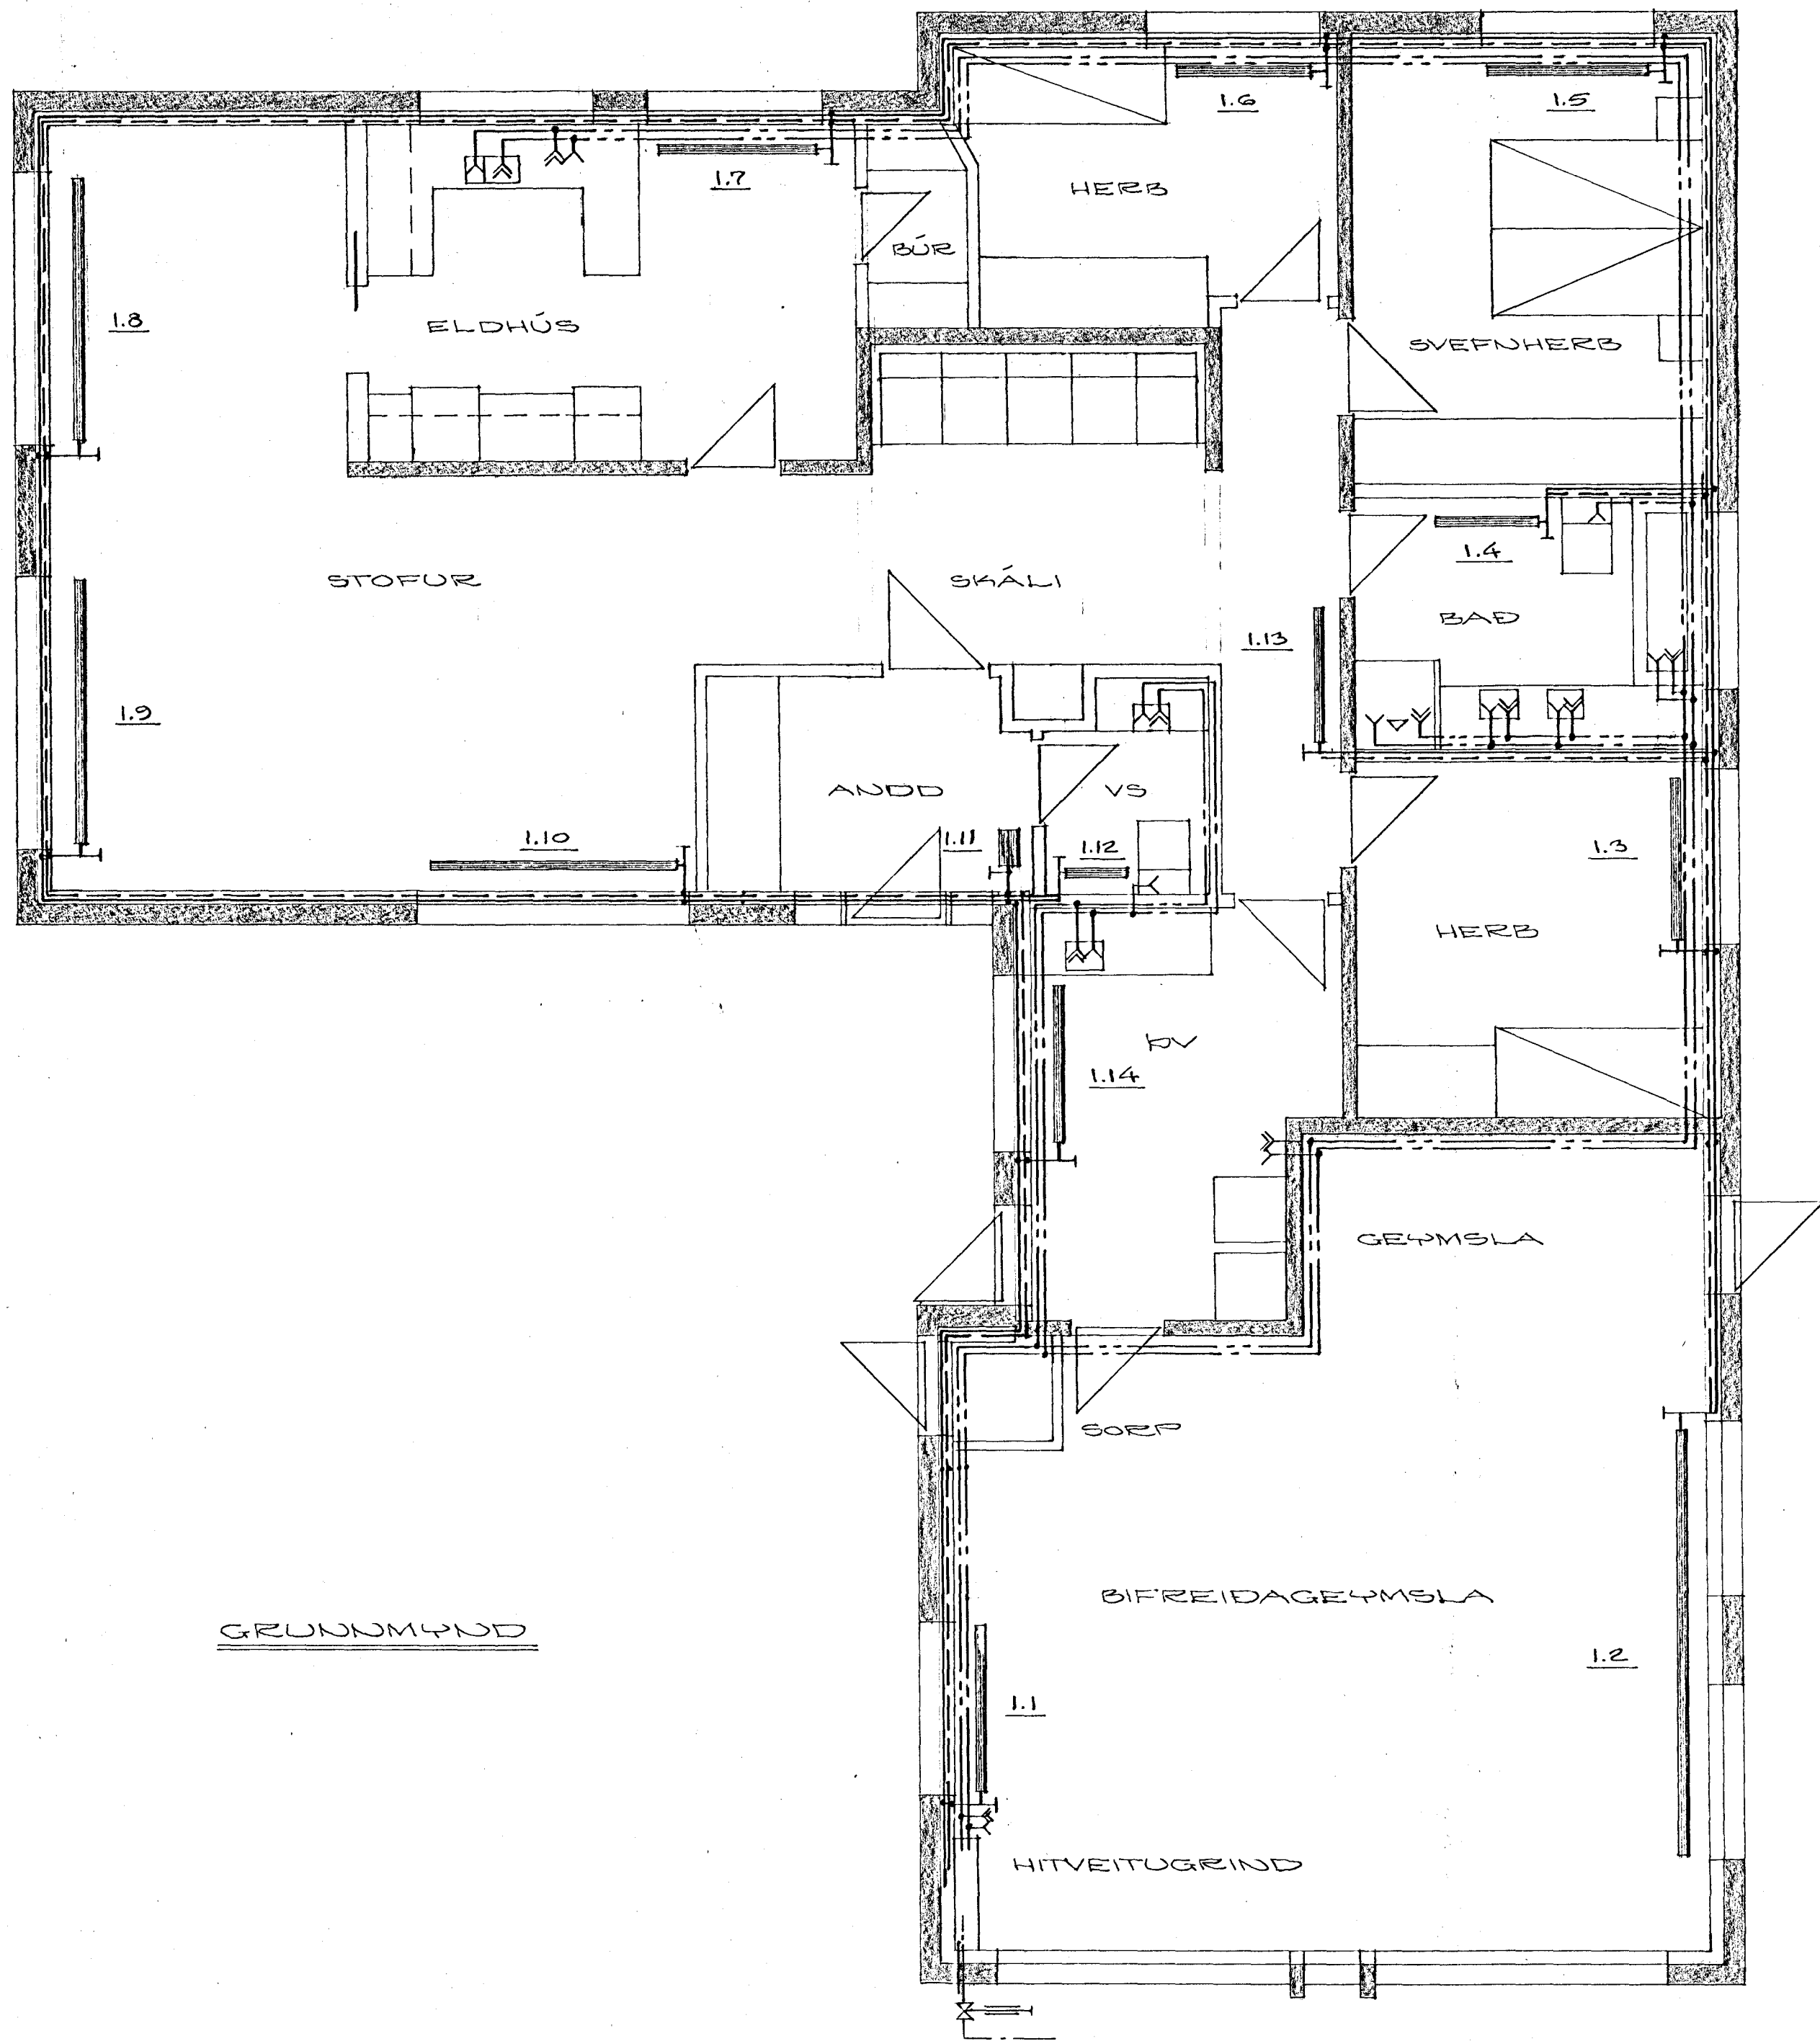 1.6
1.5
1.7
HERB
BÚR
1.8
ELDHÚS
SVEFNHERB
1.4
STOFUR
SKÁLI
BAÐ
1.13
1.9
ANDD
VS
1.10
1.11
1.12
1.3
HERB
ÞV
1.14
GEYMSLA
SORP
BIFREIÐAGEYMSLA
GRUNNMYND
1.2
1.1
HITVEITUGRIND